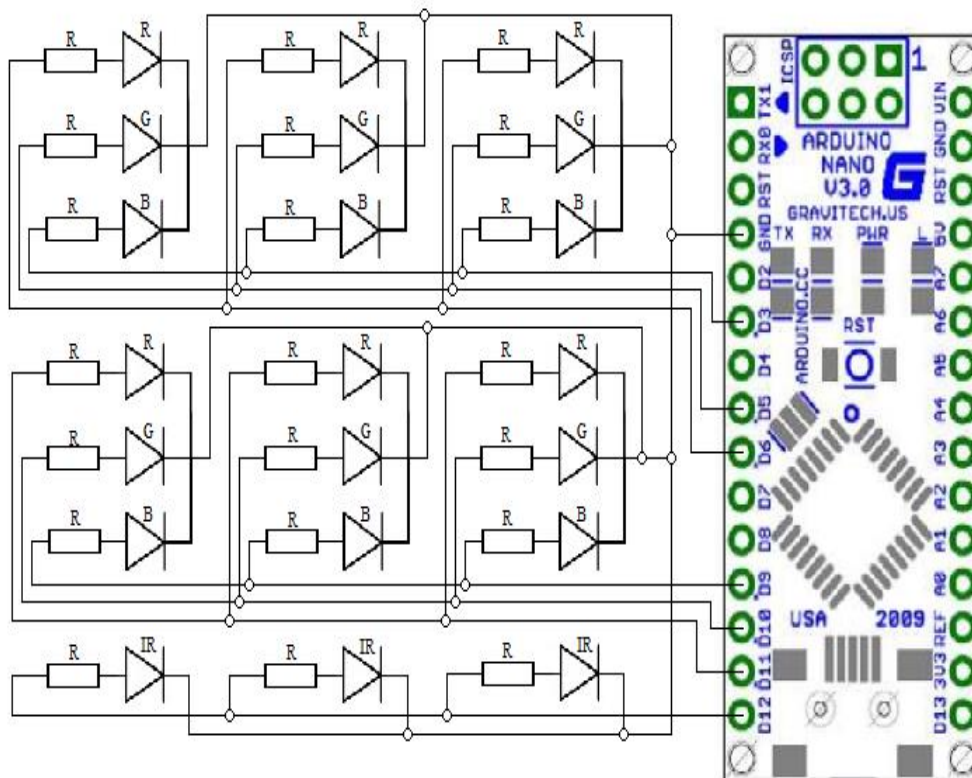 R R R R R R
R G R G R G
R B R B R B
R R R R R R
R G R G R G
R B R B R B
R IR R IR R IR
ICSP
1
TX1
RX0
RST
GND
D2
D3
D4
D5
D6
D7
D8
D9
D10
D11
D12
ARDUINO
NANO
V3.0
G
GRAVITECH.US
TX RX PWR L
ARDUINO.CC
RST
USA 2009
VIN
GND
RST
5V
A7
A6
A5
A4
A3
A2
A1
A0
REF
3V3
D13